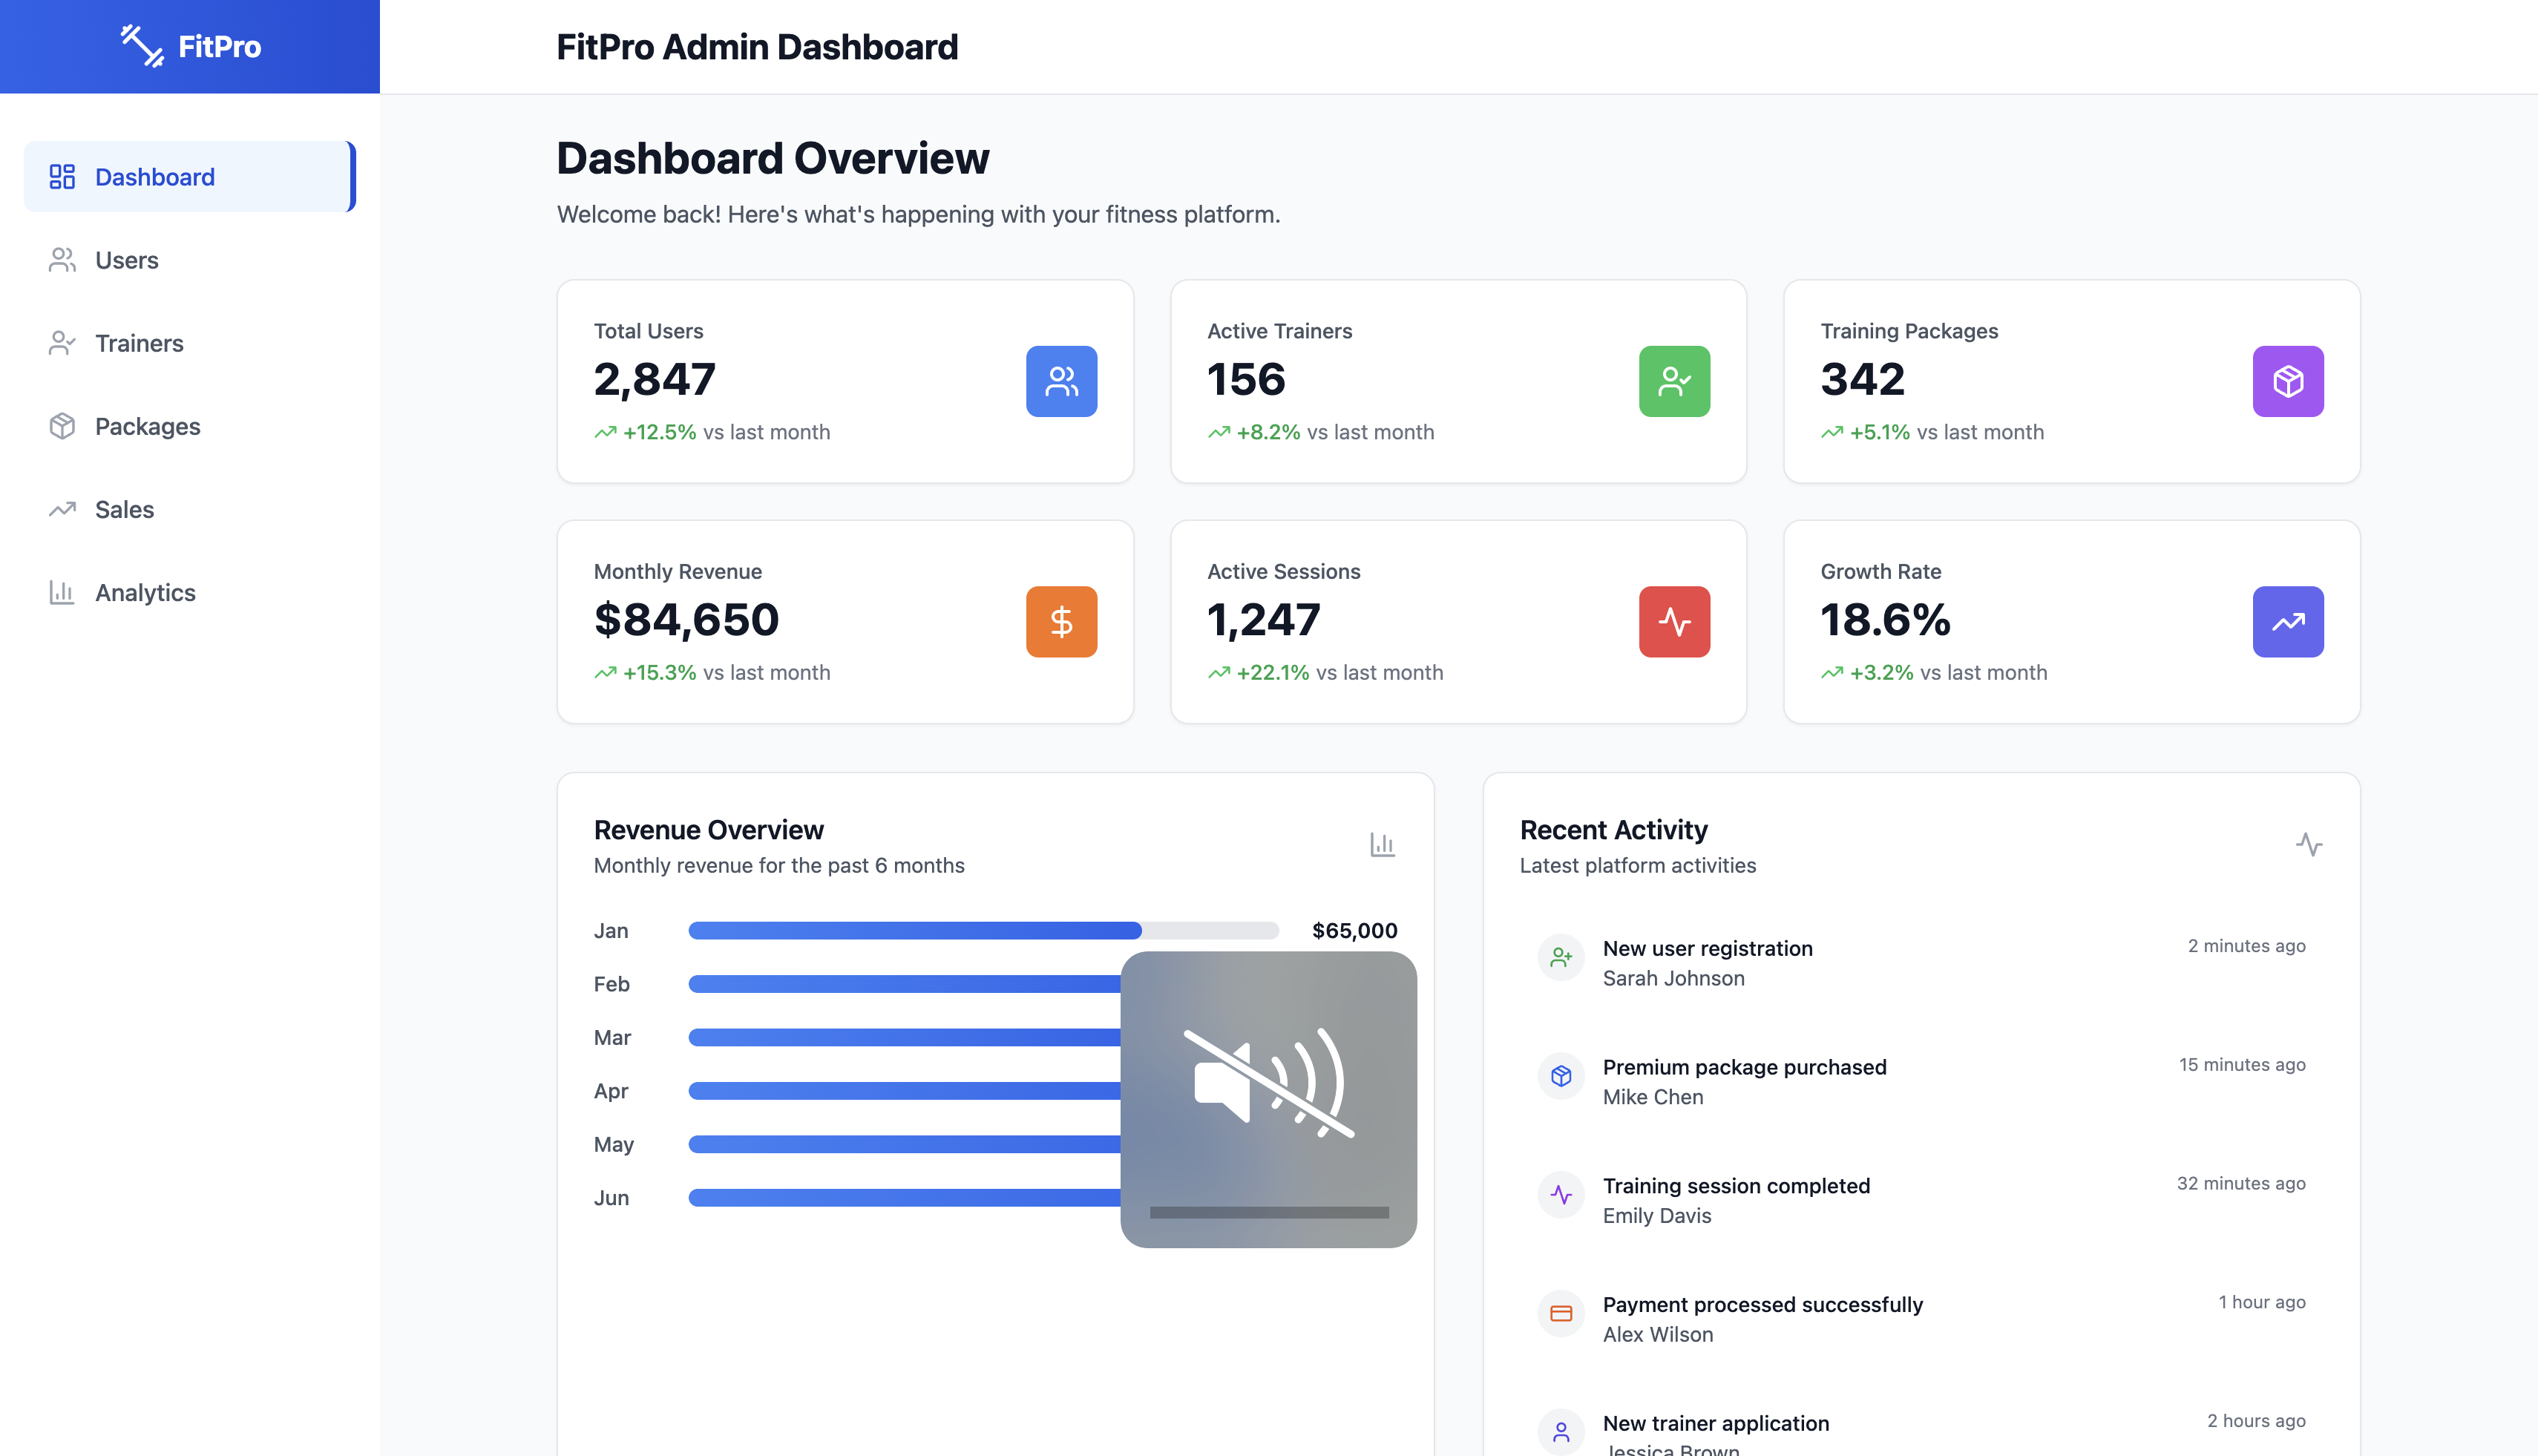 FitPro
FitPro Admin Dashboard
Dashboard
Users
Trainers
Packages
Sales
Analytics
Dashboard Overview
Welcome back! Here's what's happening with your fitness platform.
Total Users
2,847
+12.5% vs last month
Active Trainers
156
+8.2% vs last month
Training Packages
342
+5.1% vs last month
Monthly Revenue
$84,650
+15.3% vs last month
Active Sessions
1,247
+22.1% vs last month
Growth Rate
18.6%
+3.2% vs last month
Revenue Overview
Monthly revenue for the past 6 months
Jan $65,000
Feb
Mar
Apr
May
Jun
Recent Activity
Latest platform activities
New user registration 2 minutes ago
Sarah Johnson
Premium package purchased 15 minutes ago
Mike Chen
Training session completed 32 minutes ago
Emily Davis
Payment processed successfully 1 hour ago
Alex Wilson
New trainer application 2 hours ago
Jessica Brown